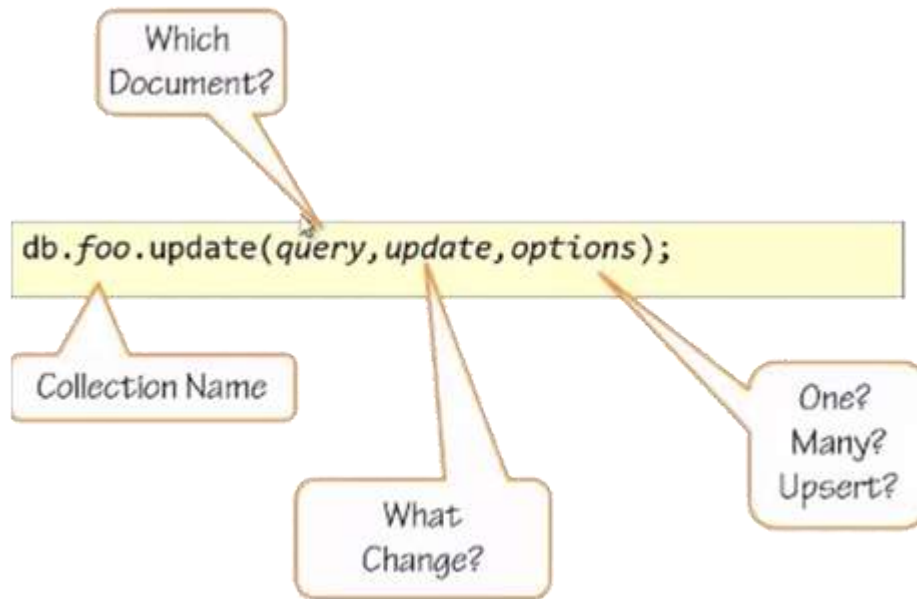 Which
Document?
db.foo.update(query,update,options);
Collection Name
What
Change?
One?
Many?
Upsert?